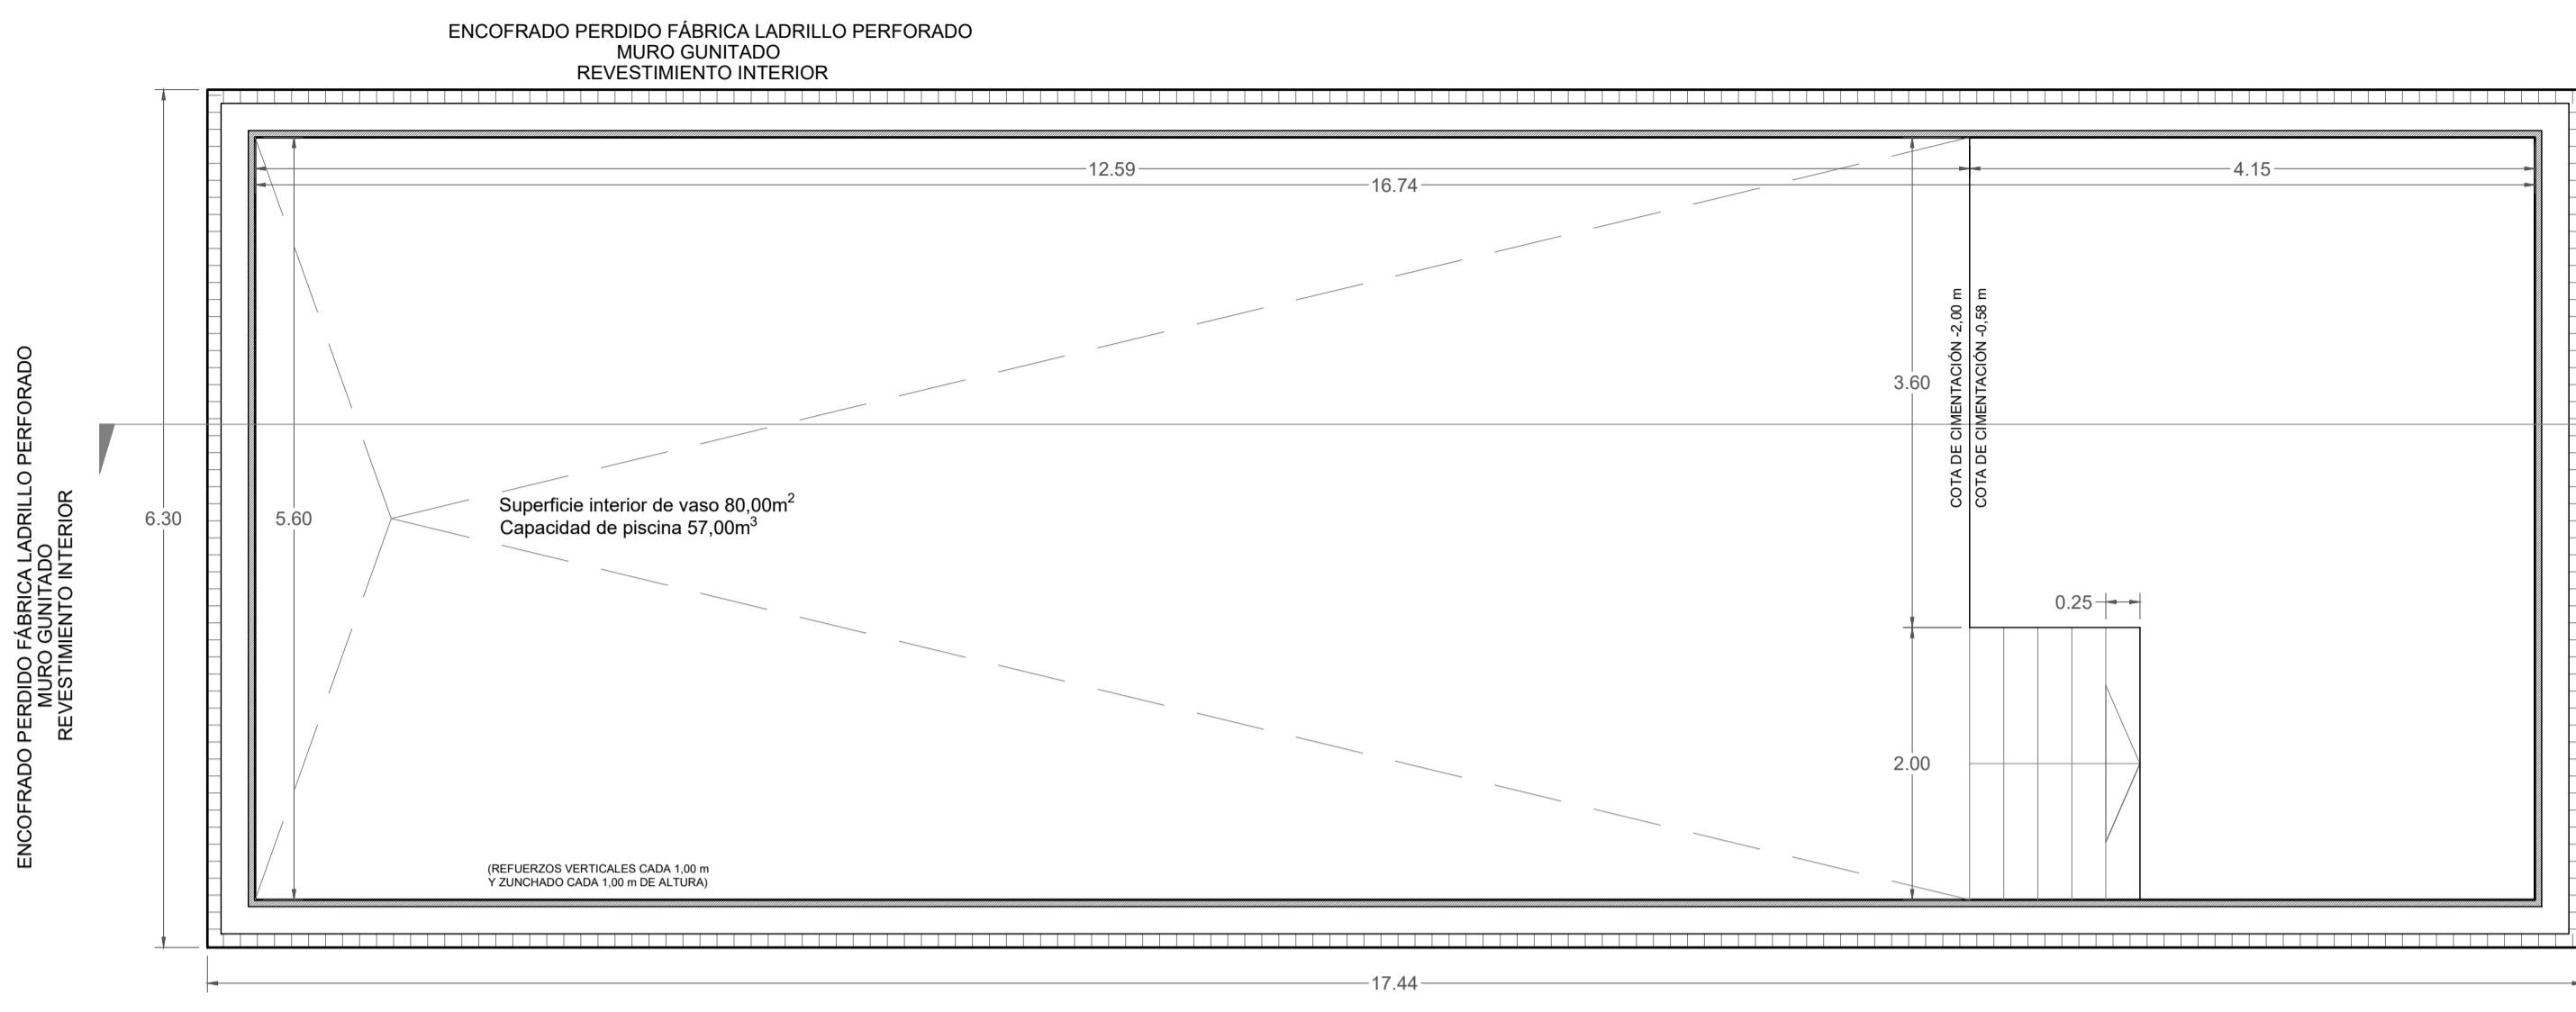 ENCOFRADO PERDIDO FÁBRICA LADRILLO PERFORADO
MURO GUNITADO
REVESTIMIENTO INTERIOR
12.59
4.15
16.74
COTA DE CIMENTACIÓN -2,00 m
COTA DE CIMENTACIÓN -0,58 m
3.60
ENCOFRADO PERDIDO FÁBRICA LADRILLO PERFORADO
MURO GUNITADO
REVESTIMIENTO INTERIOR
6.30
5.60
Superficie interior de vaso 80,00m²
Capacidad de piscina 57,00m³
0.25
2.00
(REFUERZOS VERTICALES CADA 1,00 m
Y ZUNCHADO CADA 1,00 m DE ALTURA)
17.44